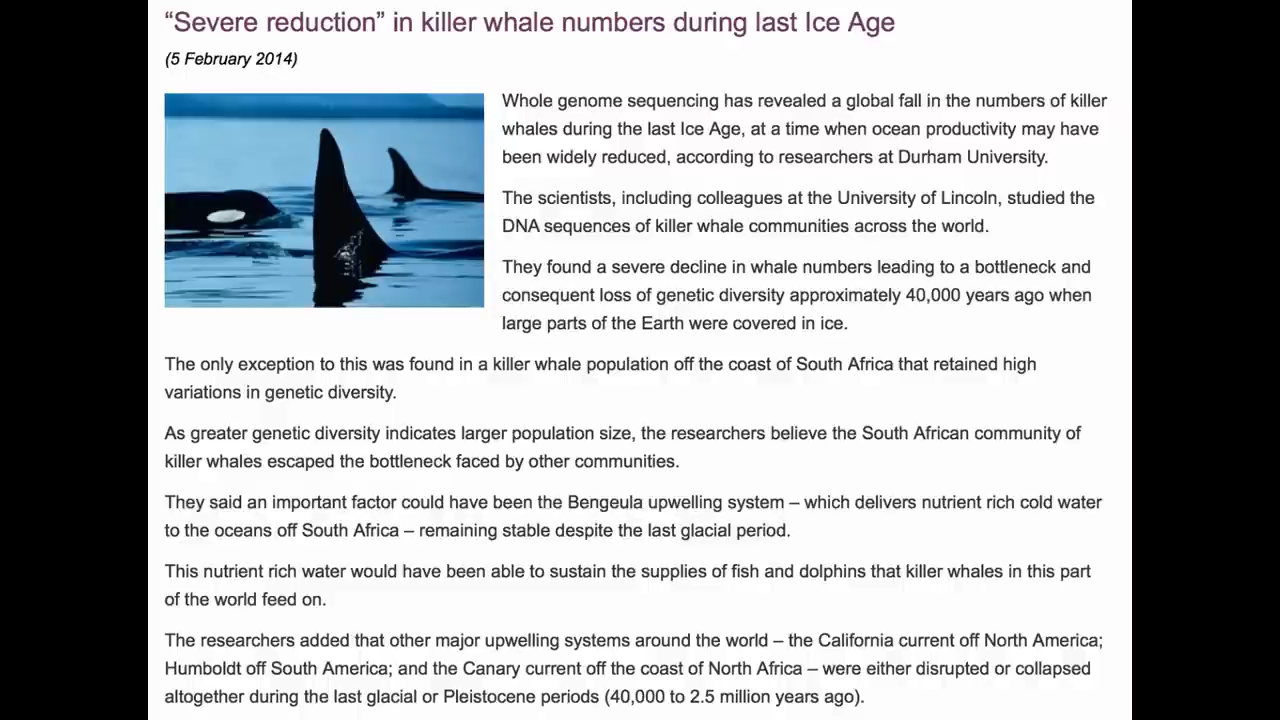 “Severe reduction” in killer whale numbers during last Ice Age
(5 February 2014)
Whole genome sequencing has revealed a global fall in the numbers of killer
whales during the last Ice Age, at a time when ocean productivity may have
been widely reduced, according to researchers at Durham University.
The scientists, including colleagues at the University of Lincoln, studied the
DNA sequences of killer whale communities across the world.
They found a severe decline in whale numbers leading to a bottleneck and
consequent loss of genetic diversity approximately 40,000 years ago when
large parts of the Earth were covered in ice.
The only exception to this was found in a killer whale population off the coast of South Africa that retained high
variations in genetic diversity.
As greater genetic diversity indicates larger population size, the researchers believe the South African community of
killer whales escaped the bottleneck faced by other communities.
They said an important factor could have been the Bengeula upwelling system – which delivers nutrient rich cold water
to the oceans off South Africa – remaining stable despite the last glacial period.
This nutrient rich water would have been able to sustain the supplies of fish and dolphins that killer whales in this part
of the world feed on.
The researchers added that other major upwelling systems around the world – the California current off North America;
Humboldt off South America; and the Canary current off the coast of North Africa – were either disrupted or collapsed
altogether during the last glacial or Pleistocene periods (40,000 to 2.5 million years ago).